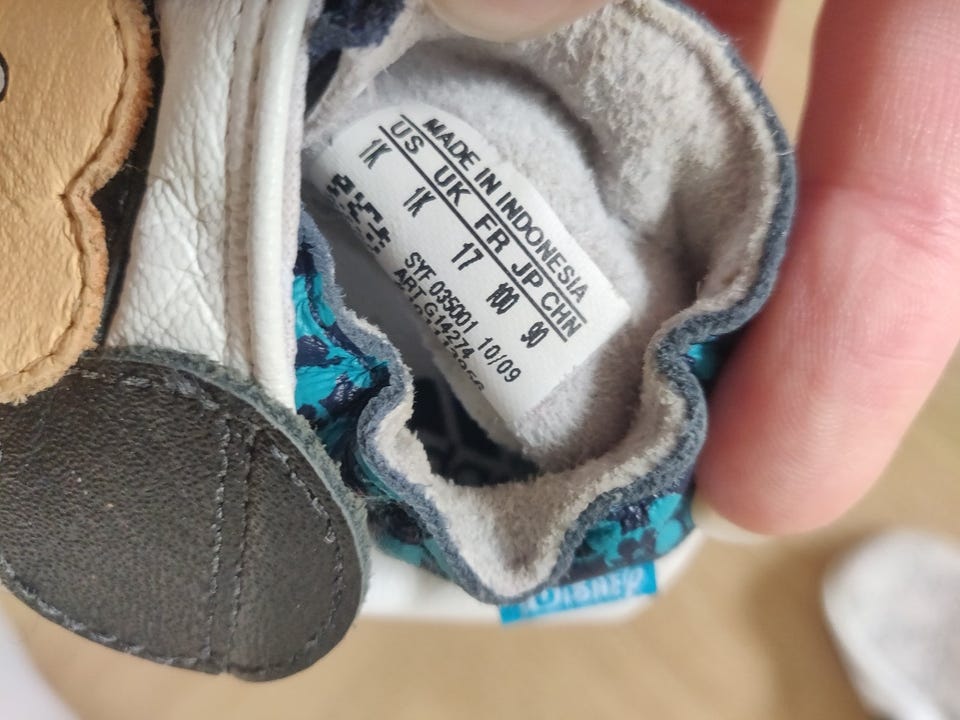 MADE IN INDONESIA
US UK FR JP CHN
1K 1K 17 100 90
SYF 035001 10/09
ART G14274